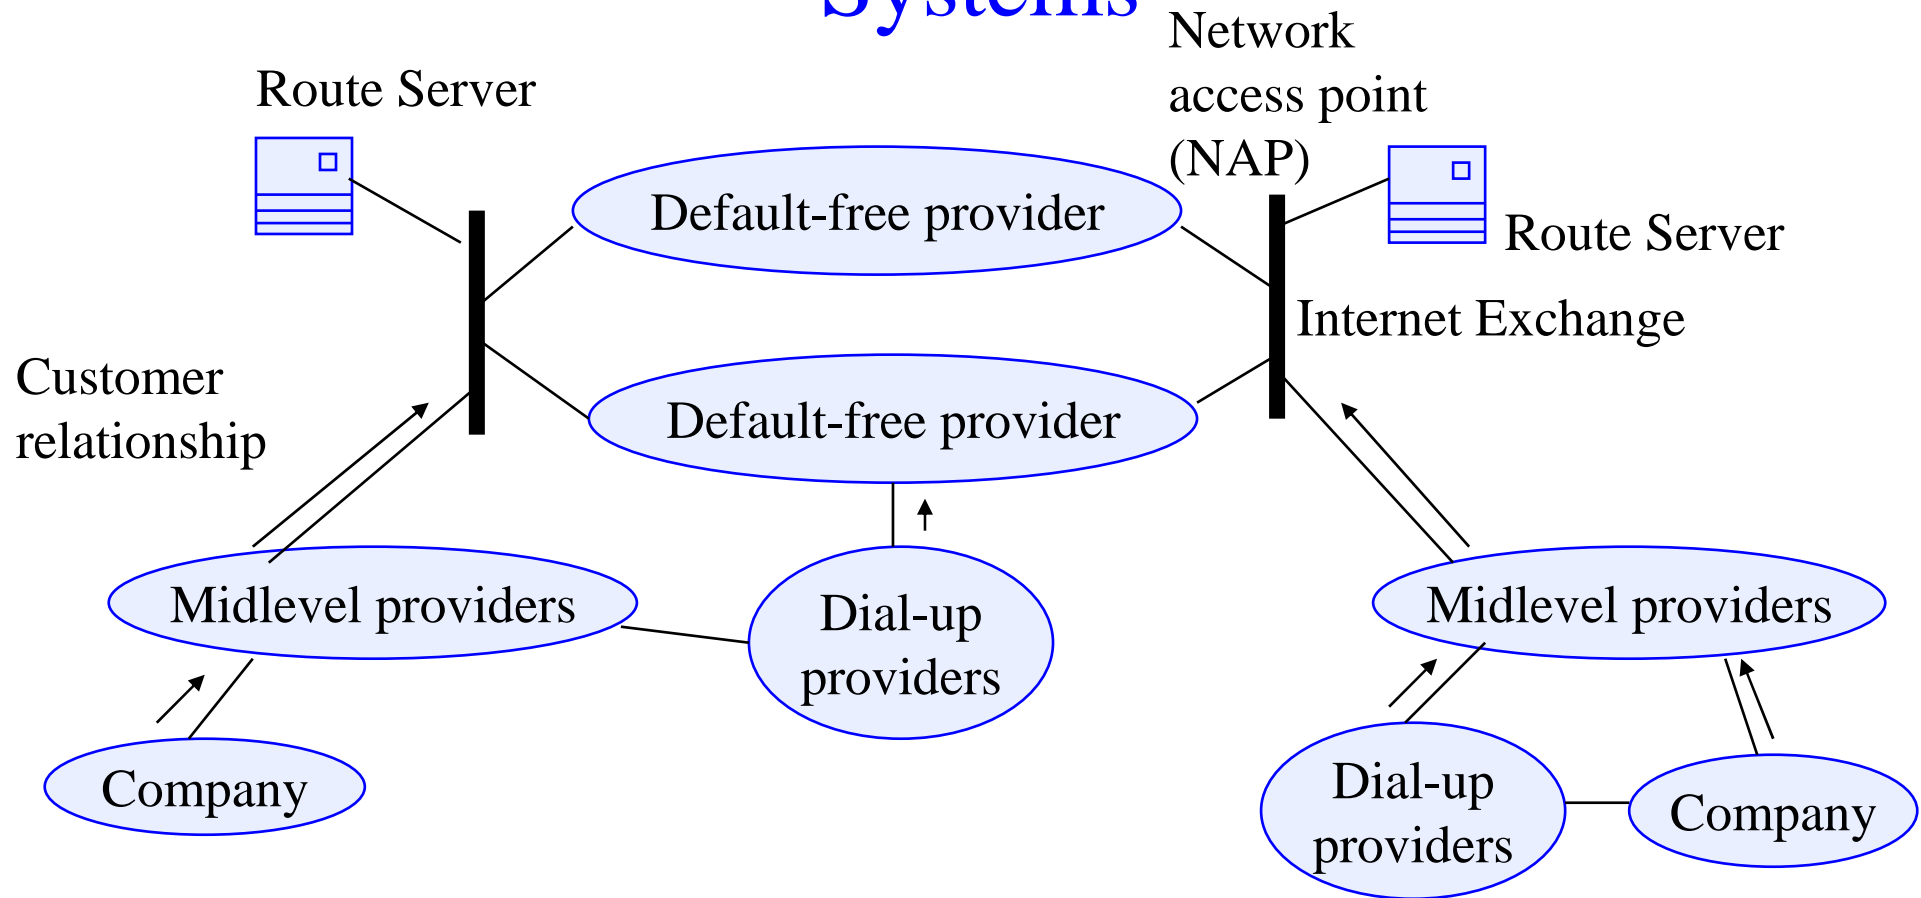 Systems
Network
access point
(NAP)
Route Server
Default-free provider
Route Server
Internet Exchange
Customer
relationship
Default-free provider
Midlevel providers
Dial-up
providers
Midlevel providers
Company
Dial-up
providers
Company